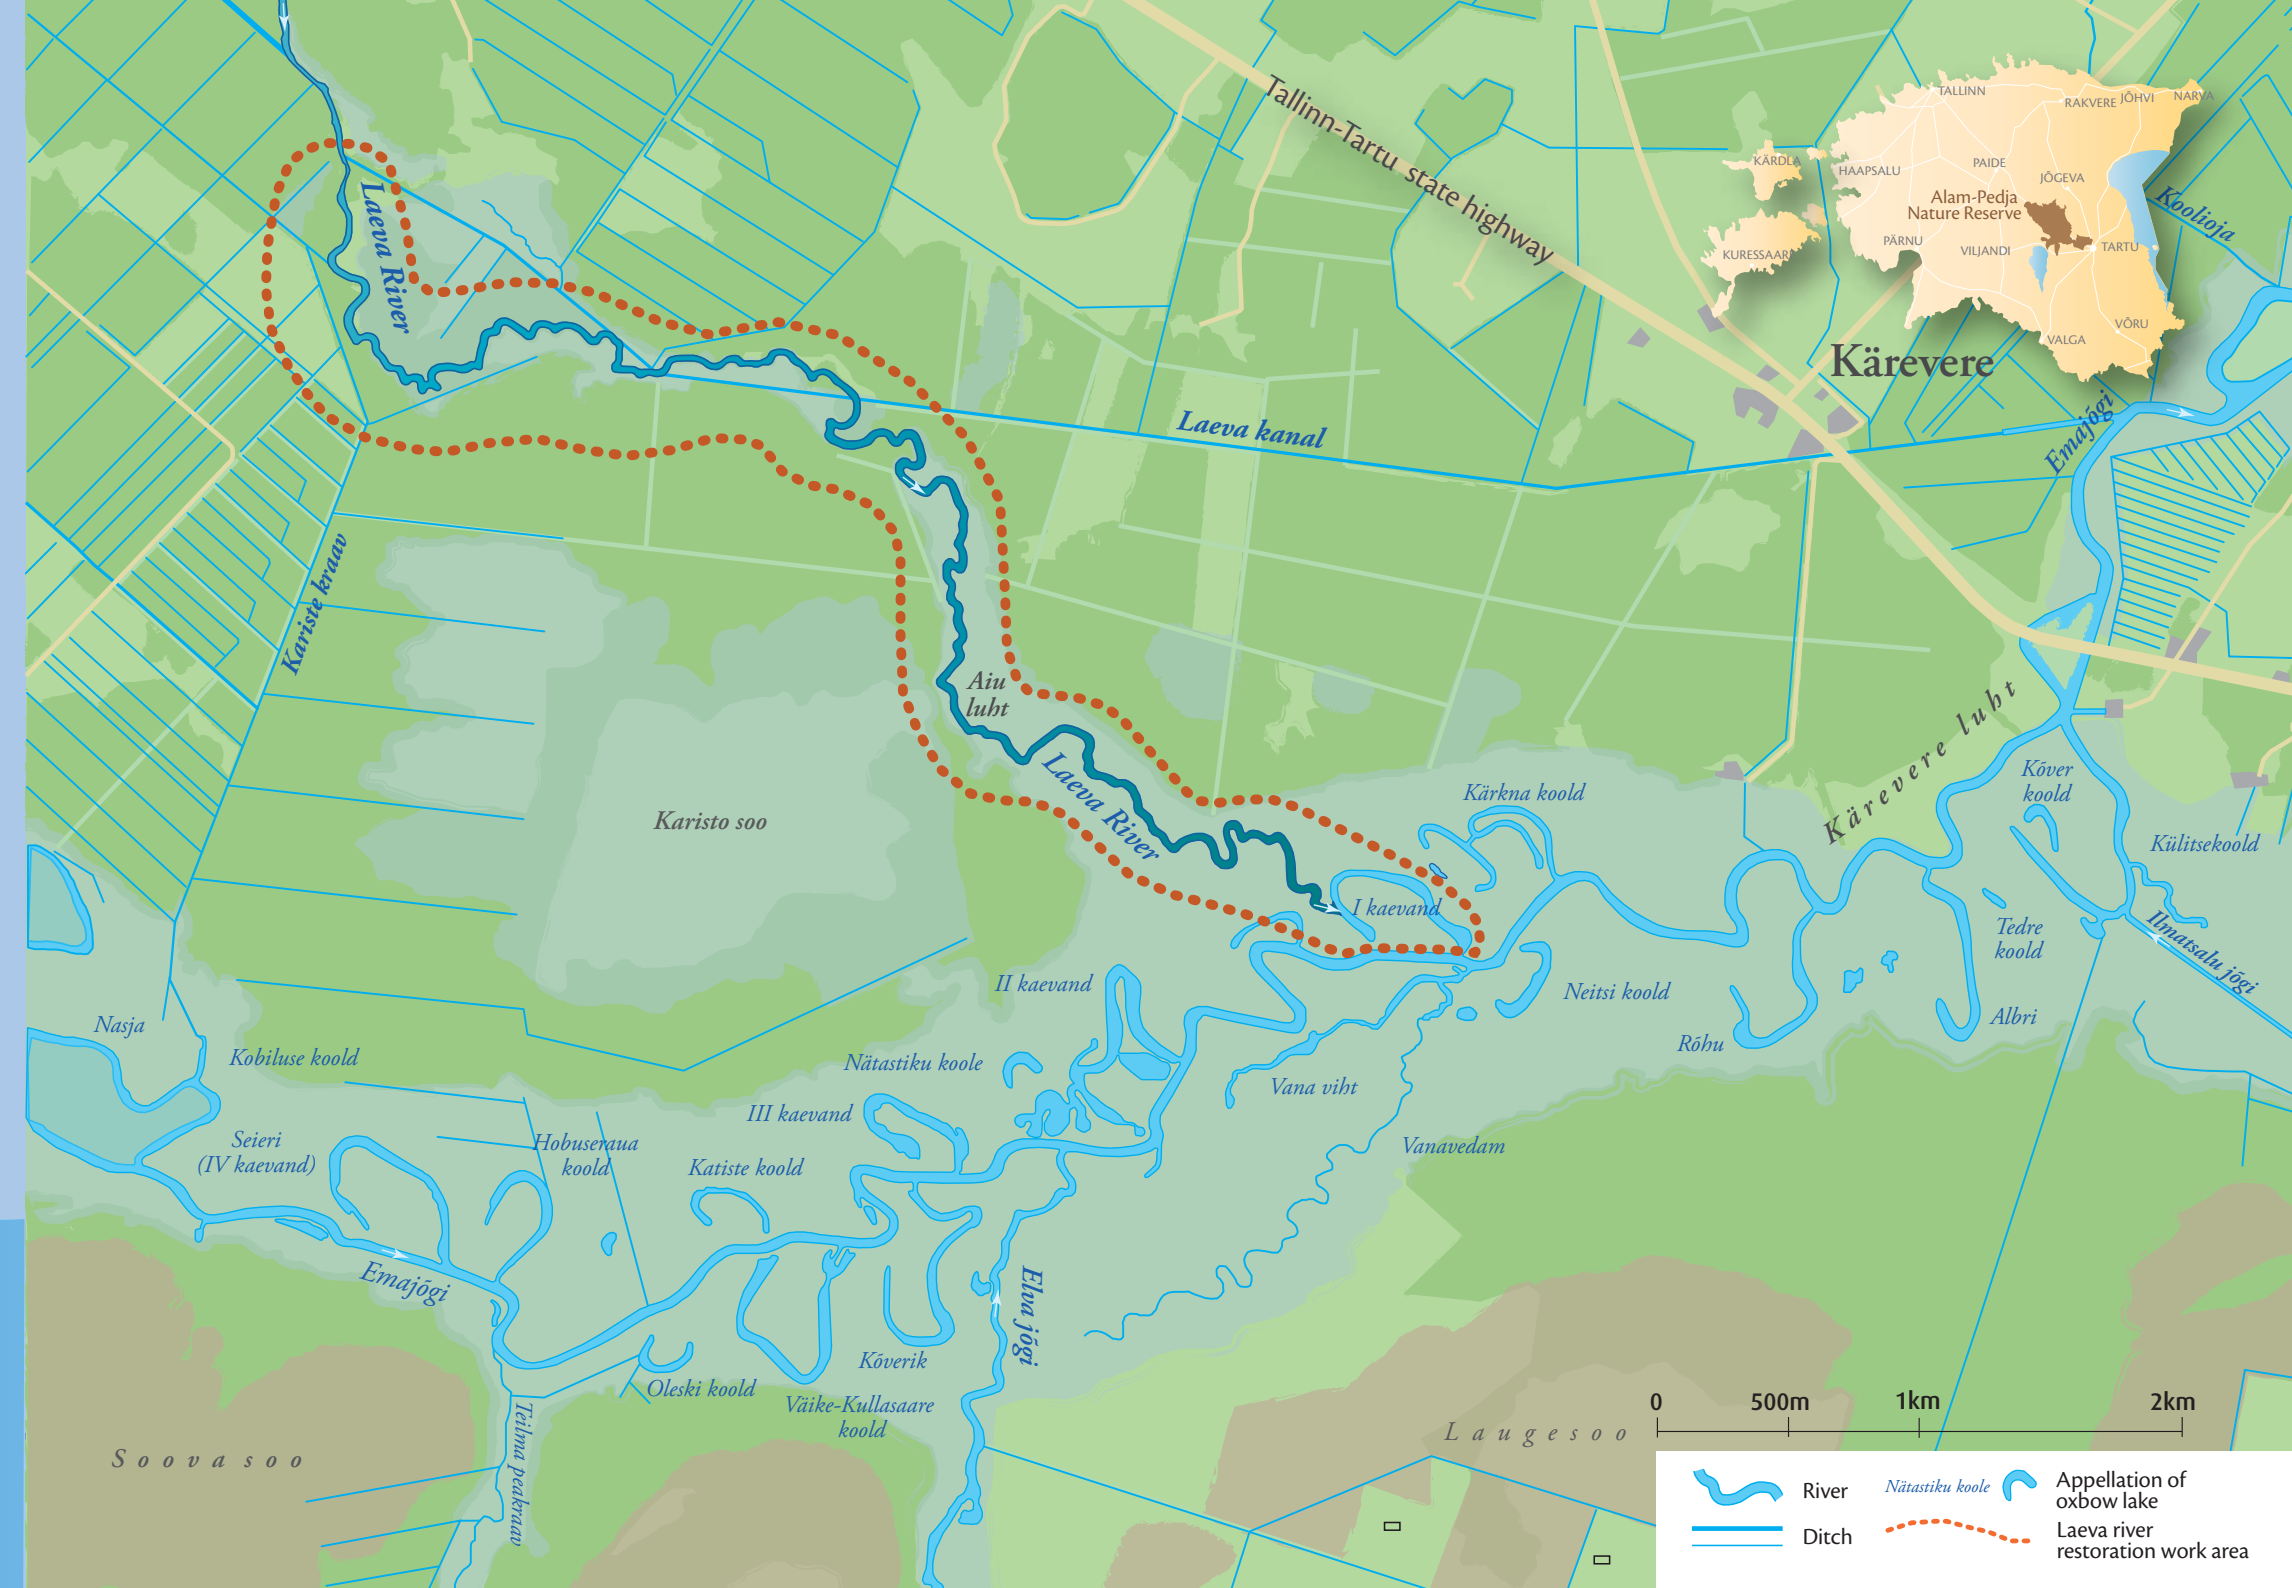 Tallinn-Tartu state highway
TALLINN
RAKVERE
JÕHVI
NARVA
KÄRDLA
HAAPSALU
PAIDE
JÕGEVA
Alam-Pedja
Nature Reserve
PÄRNU
VILJANDI
TARTU
KURESSAARE
VÕRU
VALGA
Koolioja
Laeva River
Kärevere
Laeva kanal
Emajõgi
Kariste kraav
Aiu
luht
Laeva River
Kärevere luht
Karisto soo
Kärkna koold
Kõver
koold
Külitsekoold
I kaevand
Tedre
koold
Ilmatsalu jõgi
II kaevand
Neitsi koold
Albri
Nasja
Röhu
Kobiluse koold
Nätastiku koole
Vana viht
III kaevand
Seieri
(IV kaevand)
Hobuseraua
koold
Katiste koold
Vanavedam
Emajõgi
Elva jõgi
Kõverik
Oleski koold
Väike-Kullasaare
koold
Teilma peakraav
Soovasoo
Laugesoo
0 500m 1km 2km
River
Nätastiku koole
Appellation of
oxbow lake
Ditch
Laeva river
restoration work area